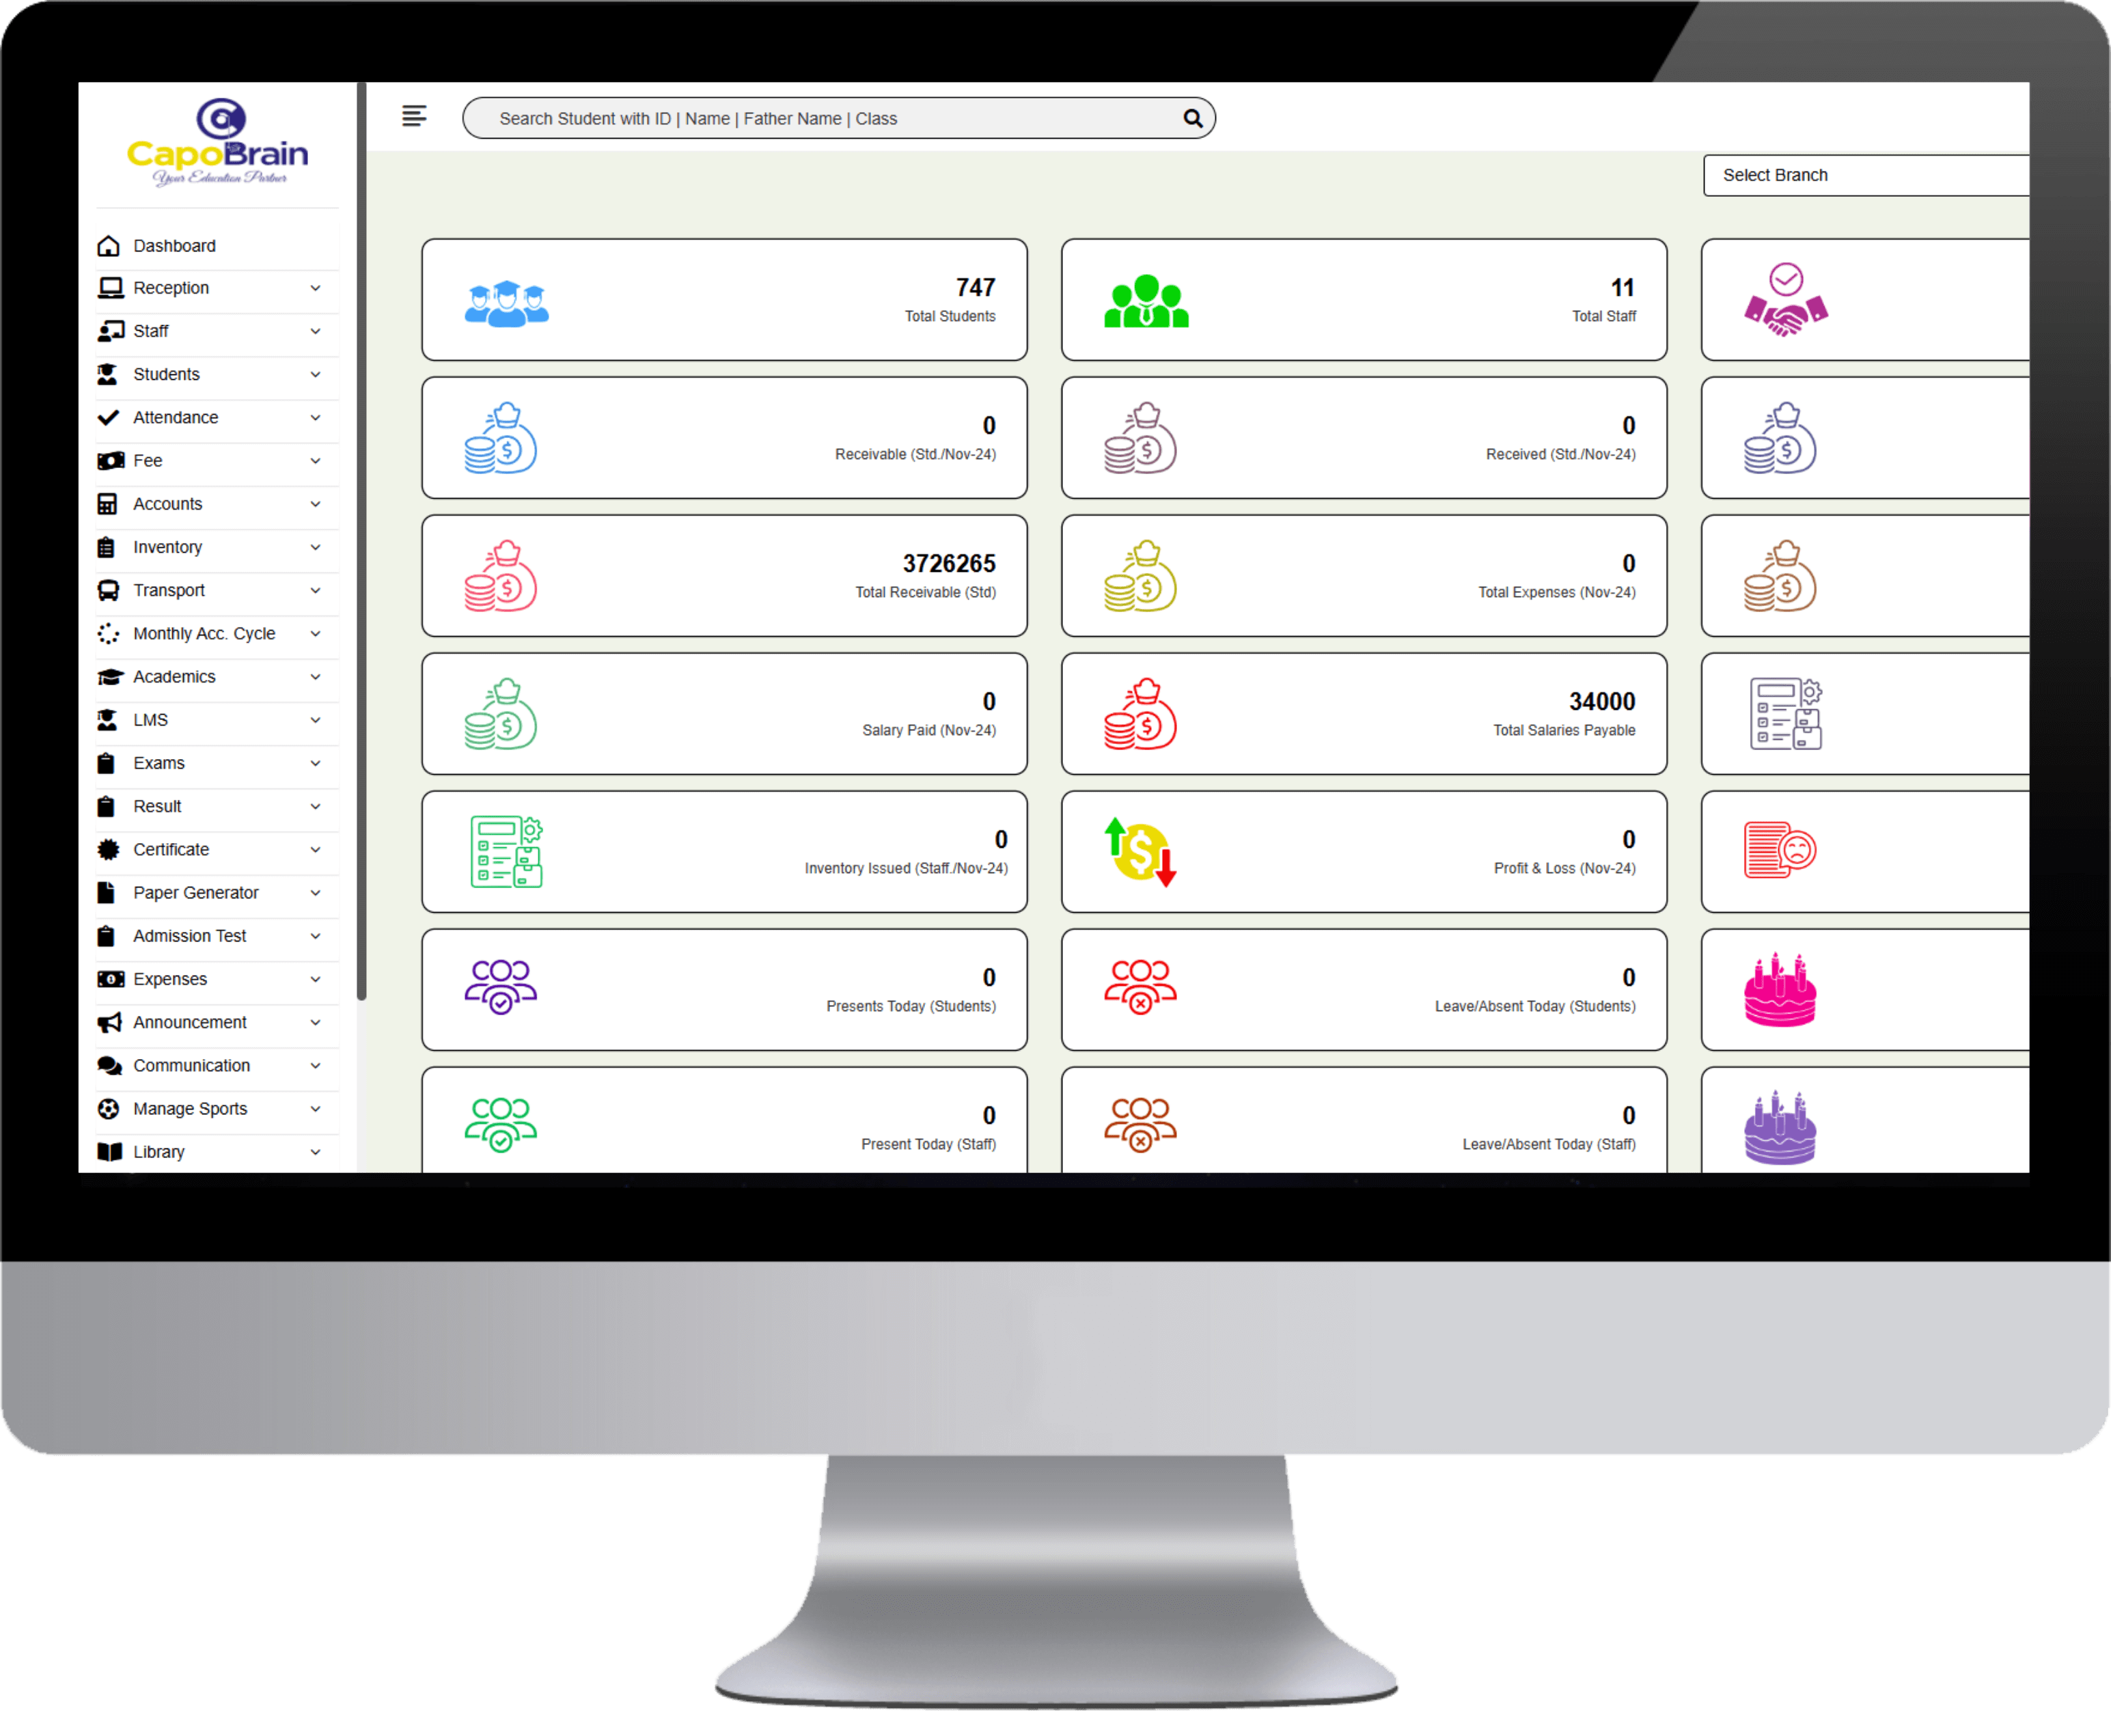 CapoBrain
Your Education Partner
Search Student with ID | Name | Father Name | Class
Select Branch
Dashboard
Reception
Staff
Students
Attendance
Fee
Accounts
Inventory
Transport
Monthly Acc. Cycle
Academics
LMS
Exams
Result
Certificate
Paper Generator
Admission Test
Expenses
Announcement
Communication
Manage Sports
Library
747
Total Students
11
Total Staff
0
Receivable (Std./Nov-24)
0
Received (Std./Nov-24)
3726265
Total Receivable (Std)
0
Total Expenses (Nov-24)
0
Salary Paid (Nov-24)
34000
Total Salaries Payable
0
Inventory Issued (Staff./Nov-24)
0
Profit & Loss (Nov-24)
0
Presents Today (Students)
0
Leave/Absent Today (Students)
0
Present Today (Staff)
0
Leave/Absent Today (Staff)